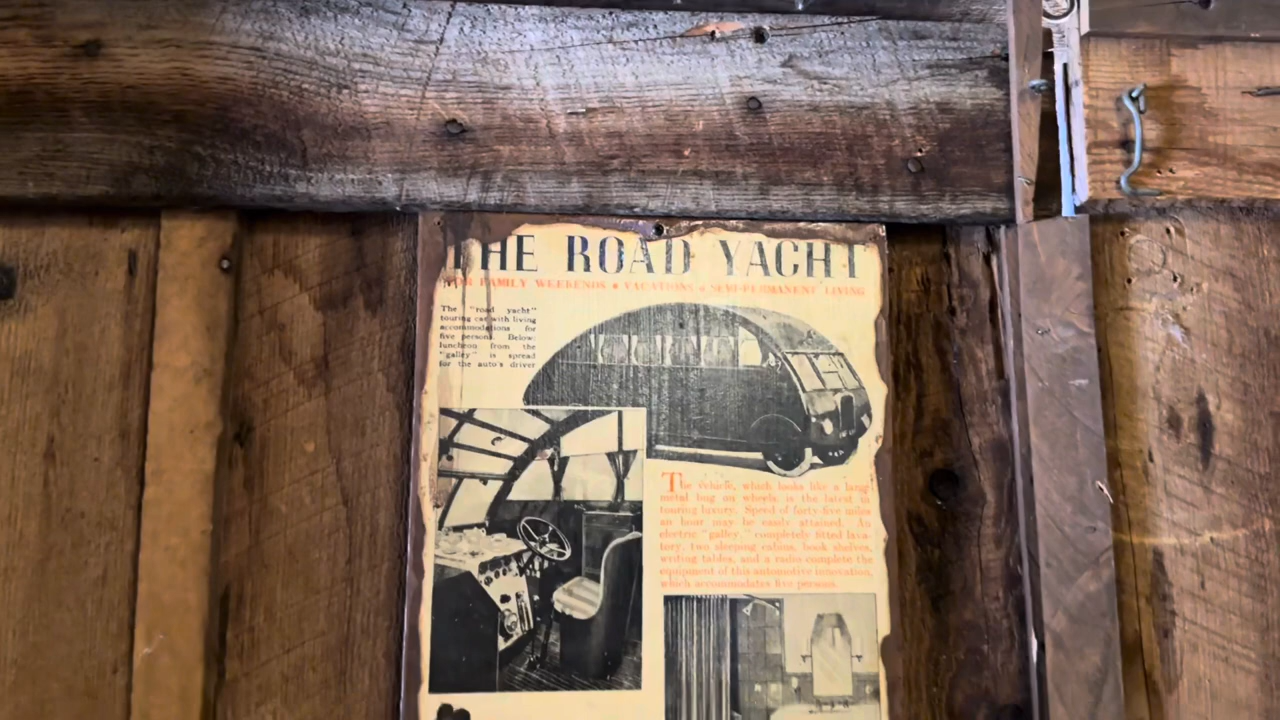 THE ROAD YACHT
FOR FAMILY WEEKENDS • VACATIONS • SEMI-PERMANENT LIVING
The "road yacht"
touring car with living
accommodations for
five persons. Below:
luncheon from the
"galley" is spread
for the auto's driver
The vehicle, which looks like a large
metal bug on wheels, is the latest in
touring luxury. Speed of forty-five miles
an hour may be easily attained. An
electric "galley," completely fitted lava-
tory, two sleeping cabins, book shelves,
writing tables, and a radio complete the
equipment of this automotive innovation,
which accommodates five persons.